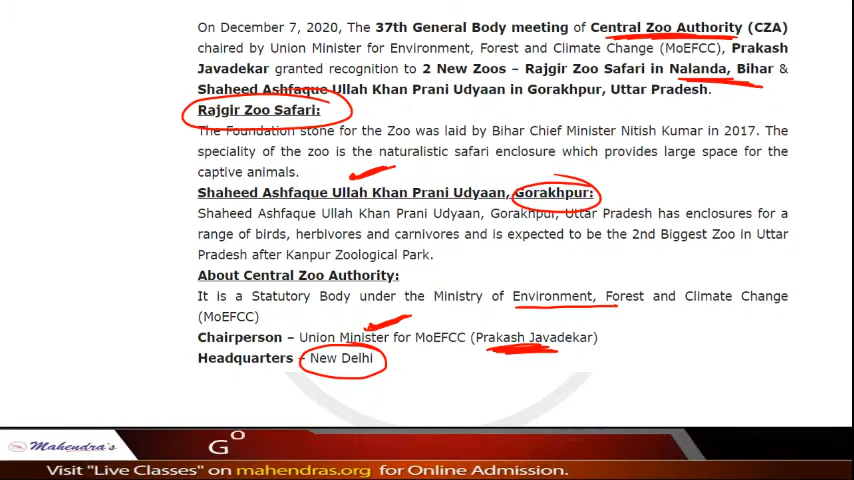 On December 7, 2020, The 37th General Body meeting of Central Zoo Authority (CZA)
chaired by Union Minister for Environment, Forest and Climate Change (MoEFCC), Prakash
Javadekar granted recognition to 2 New Zoos – Rajgir Zoo Safari in Nalanda, Bihar &
Shaheed Ashfaque Ullah Khan Prani Udyaan in Gorakhpur, Uttar Pradesh.
Rajgir Zoo Safari:
The Foundation stone for the Zoo was laid by Bihar Chief Minister Nitish Kumar in 2017. The
speciality of the zoo is the naturalistic safari enclosure which provides large space for the
captive animals.
Shaheed Ashfaque Ullah Khan Prani Udyaan, Gorakhpur:
Shaheed Ashfaque Ullah Khan Prani Udyaan, Gorakhpur, Uttar Pradesh has enclosures for a
range of birds, herbivores and carnivores and is expected to be the 2nd Biggest Zoo in Uttar
Pradesh after Kanpur Zoological Park.
About Central Zoo Authority:
It is a Statutory Body under the Ministry of Environment, Forest and Climate Change
(MoEFCC)
Chairperson – Union Minister for MoEFCC (Prakash Javadekar)
Headquarters – New Delhi
Mahendra's
Go
Visit "Live Classes" on mahendras.org for Online Admission.